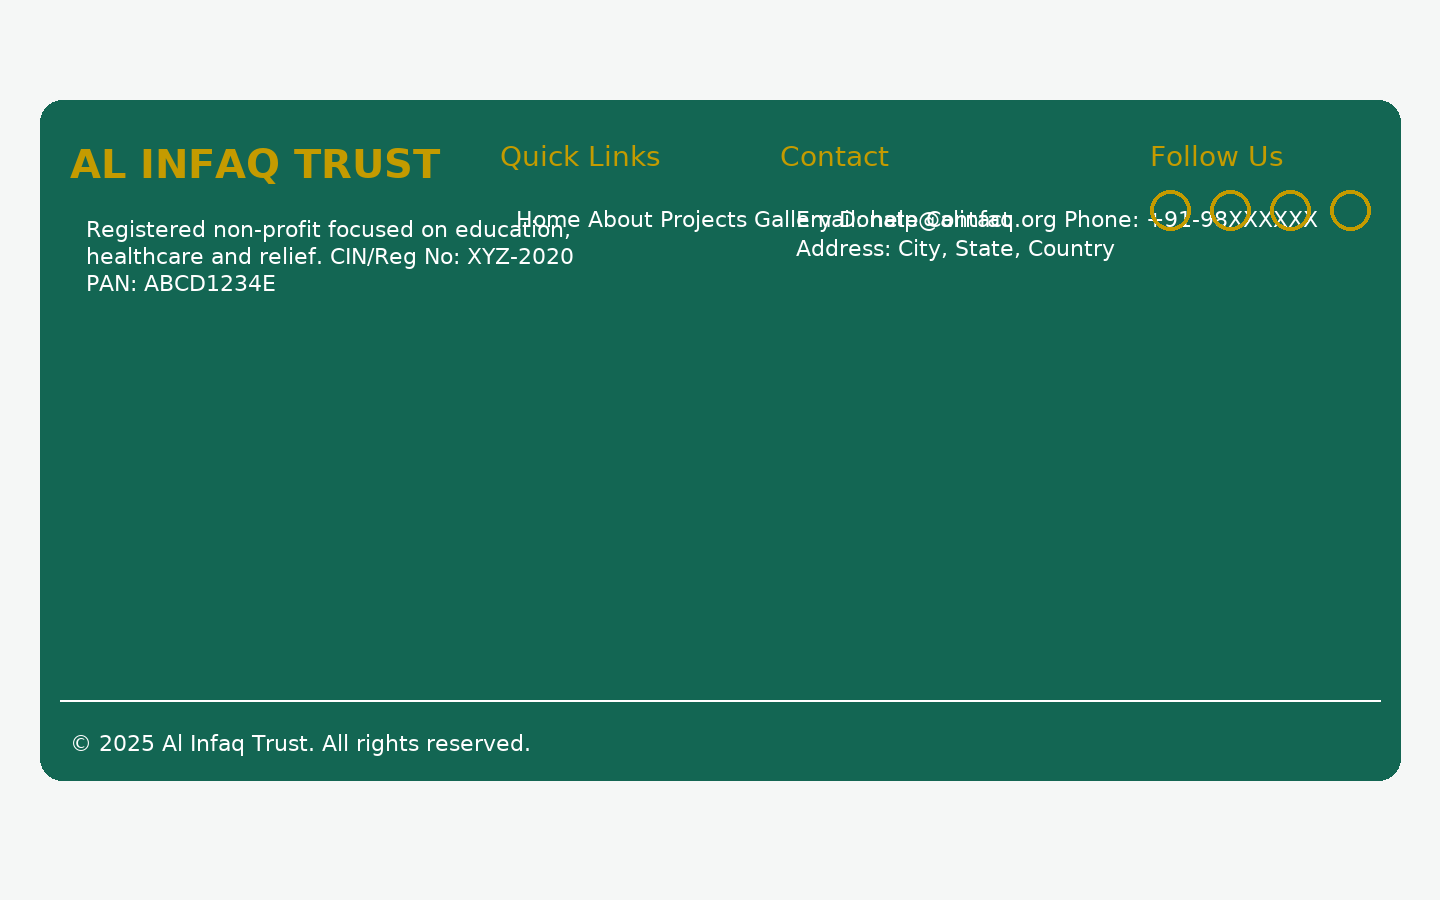 AL INFAQ TRUST
Registered non-profit focused on education,
healthcare and relief. CIN/Reg No: XYZ-2020
PAN: ABCD1234E
Quick Links
Home About Projects Gallery Donate Contact
Contact
Email: help@alinfaq.org Phone: +91-98XXXXXX
Address: City, State, Country
Follow Us
© 2025 Al Infaq Trust. All rights reserved.